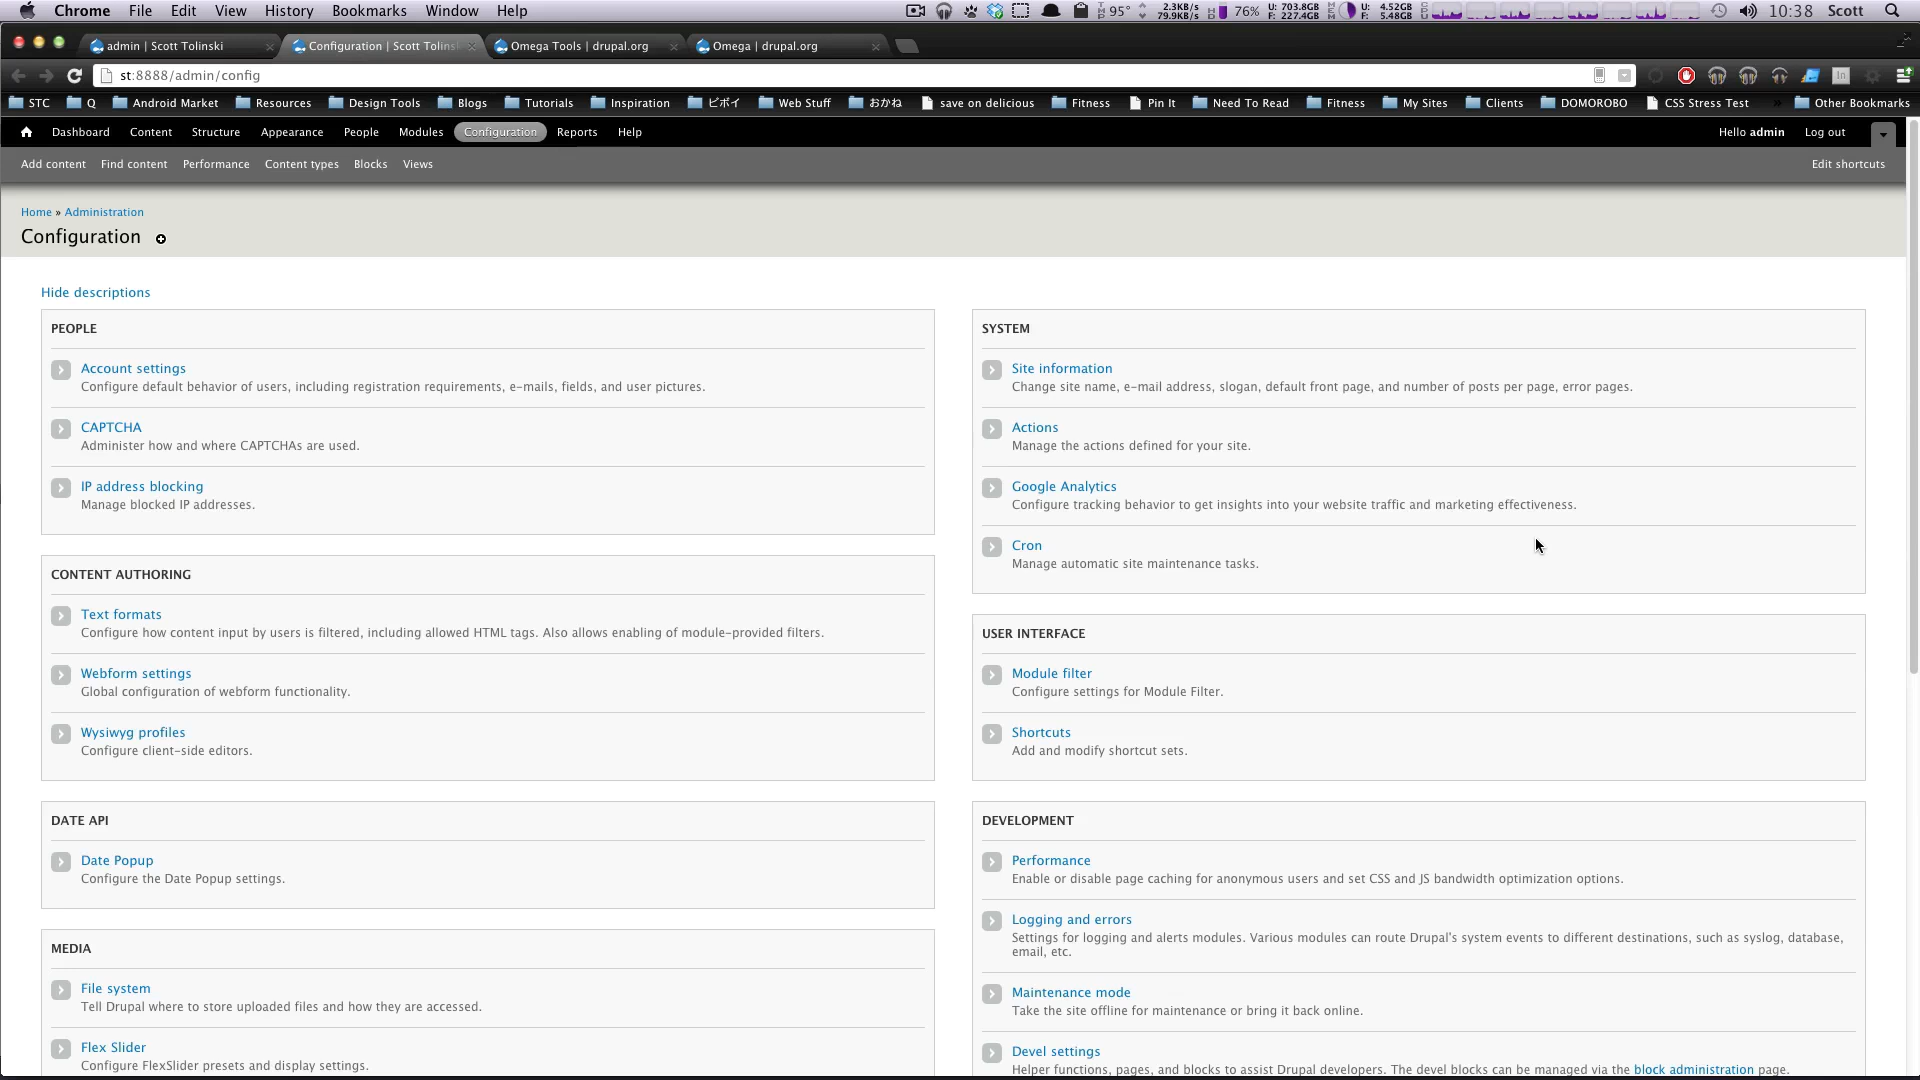 Chrome File Edit View History Bookmarks Window Help 95° 2.3KB/s 79.9KB/s 76% U: 703.8GB F: 227.4GB U: 4.52GB F: 5.48GB 10:38 Scott
admin | Scott Tolinski Configuration | Scott Tolins Omega Tools | drupal.org Omega | drupal.org
st:8888/admin/config
STC Q Android Market Resources Design Tools Blogs Tutorials Inspiration ビボイ Web Stuff おかね save on delicious Fitness Pin It Need To Read Fitness My Sites Clients DOMOROBO CSS Stress Test » Other Bookmarks
Dashboard Content Structure Appearance People Modules Configuration Reports Help Hello admin Log out
Add content Find content Performance Content types Blocks Views Edit shortcuts
Home » Administration
Configuration
Hide descriptions
PEOPLE
Account settings
Configure default behavior of users, including registration requirements, e-mails, fields, and user pictures.
CAPTCHA
Administer how and where CAPTCHAs are used.
IP address blocking
Manage blocked IP addresses.
CONTENT AUTHORING
Text formats
Configure how content input by users is filtered, including allowed HTML tags. Also allows enabling of module-provided filters.
Webform settings
Global configuration of webform functionality.
Wysiwyg profiles
Configure client-side editors.
DATE API
Date Popup
Configure the Date Popup settings.
MEDIA
File system
Tell Drupal where to store uploaded files and how they are accessed.
Flex Slider
Configure FlexSlider presets and display settings.
SYSTEM
Site information
Change site name, e-mail address, slogan, default front page, and number of posts per page, error pages.
Actions
Manage the actions defined for your site.
Google Analytics
Configure tracking behavior to get insights into your website traffic and marketing effectiveness.
Cron
Manage automatic site maintenance tasks.
USER INTERFACE
Module filter
Configure settings for Module Filter.
Shortcuts
Add and modify shortcut sets.
DEVELOPMENT
Performance
Enable or disable page caching for anonymous users and set CSS and JS bandwidth optimization options.
Logging and errors
Settings for logging and alerts modules. Various modules can route Drupal's system events to different destinations, such as syslog, database,
email, etc.
Maintenance mode
Take the site offline for maintenance or bring it back online.
Devel settings
Helper functions, pages, and blocks to assist Drupal developers. The devel blocks can be managed via the block administration page.